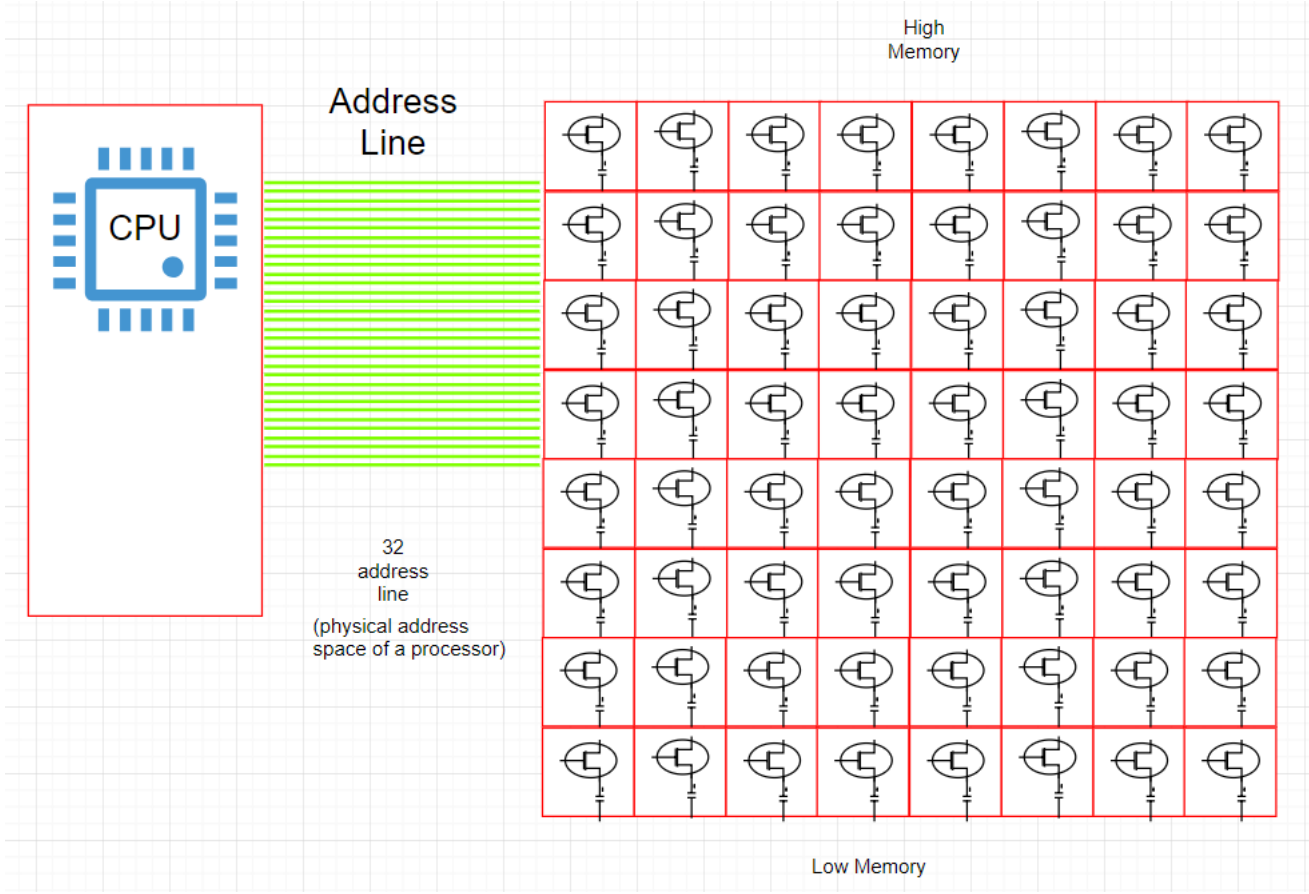 High
Memory
Address
Line
CPU
32
address
line
(physical address
space of a processor)
Low Memory